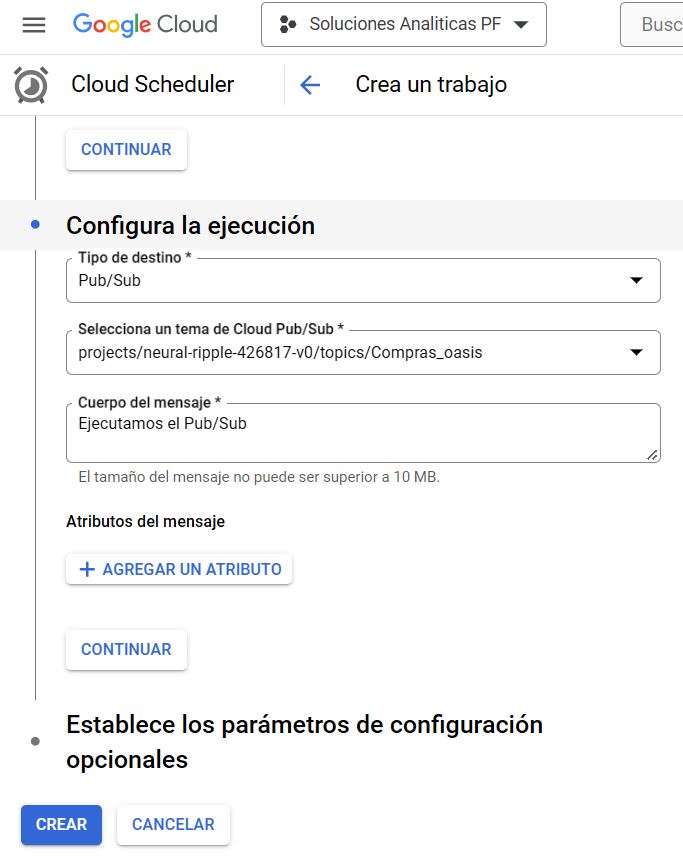 Google Cloud
Soluciones Analiticas PF
Busc
Cloud Scheduler
Crea un trabajo
CONTINUAR
Configura la ejecución
Tipo de destino *
Pub/Sub
Selecciona un tema de Cloud Pub/Sub *
projects/neural-ripple-426817-v0/topics/Compras_oasis
Cuerpo del mensaje *
Ejecutamos el Pub/Sub
El tamaño del mensaje no puede ser superior a 10 MB.
Atributos del mensaje
+ AGREGAR UN ATRIBUTO
CONTINUAR
Establece los parámetros de configuración
opcionales
CREAR
CANCELAR